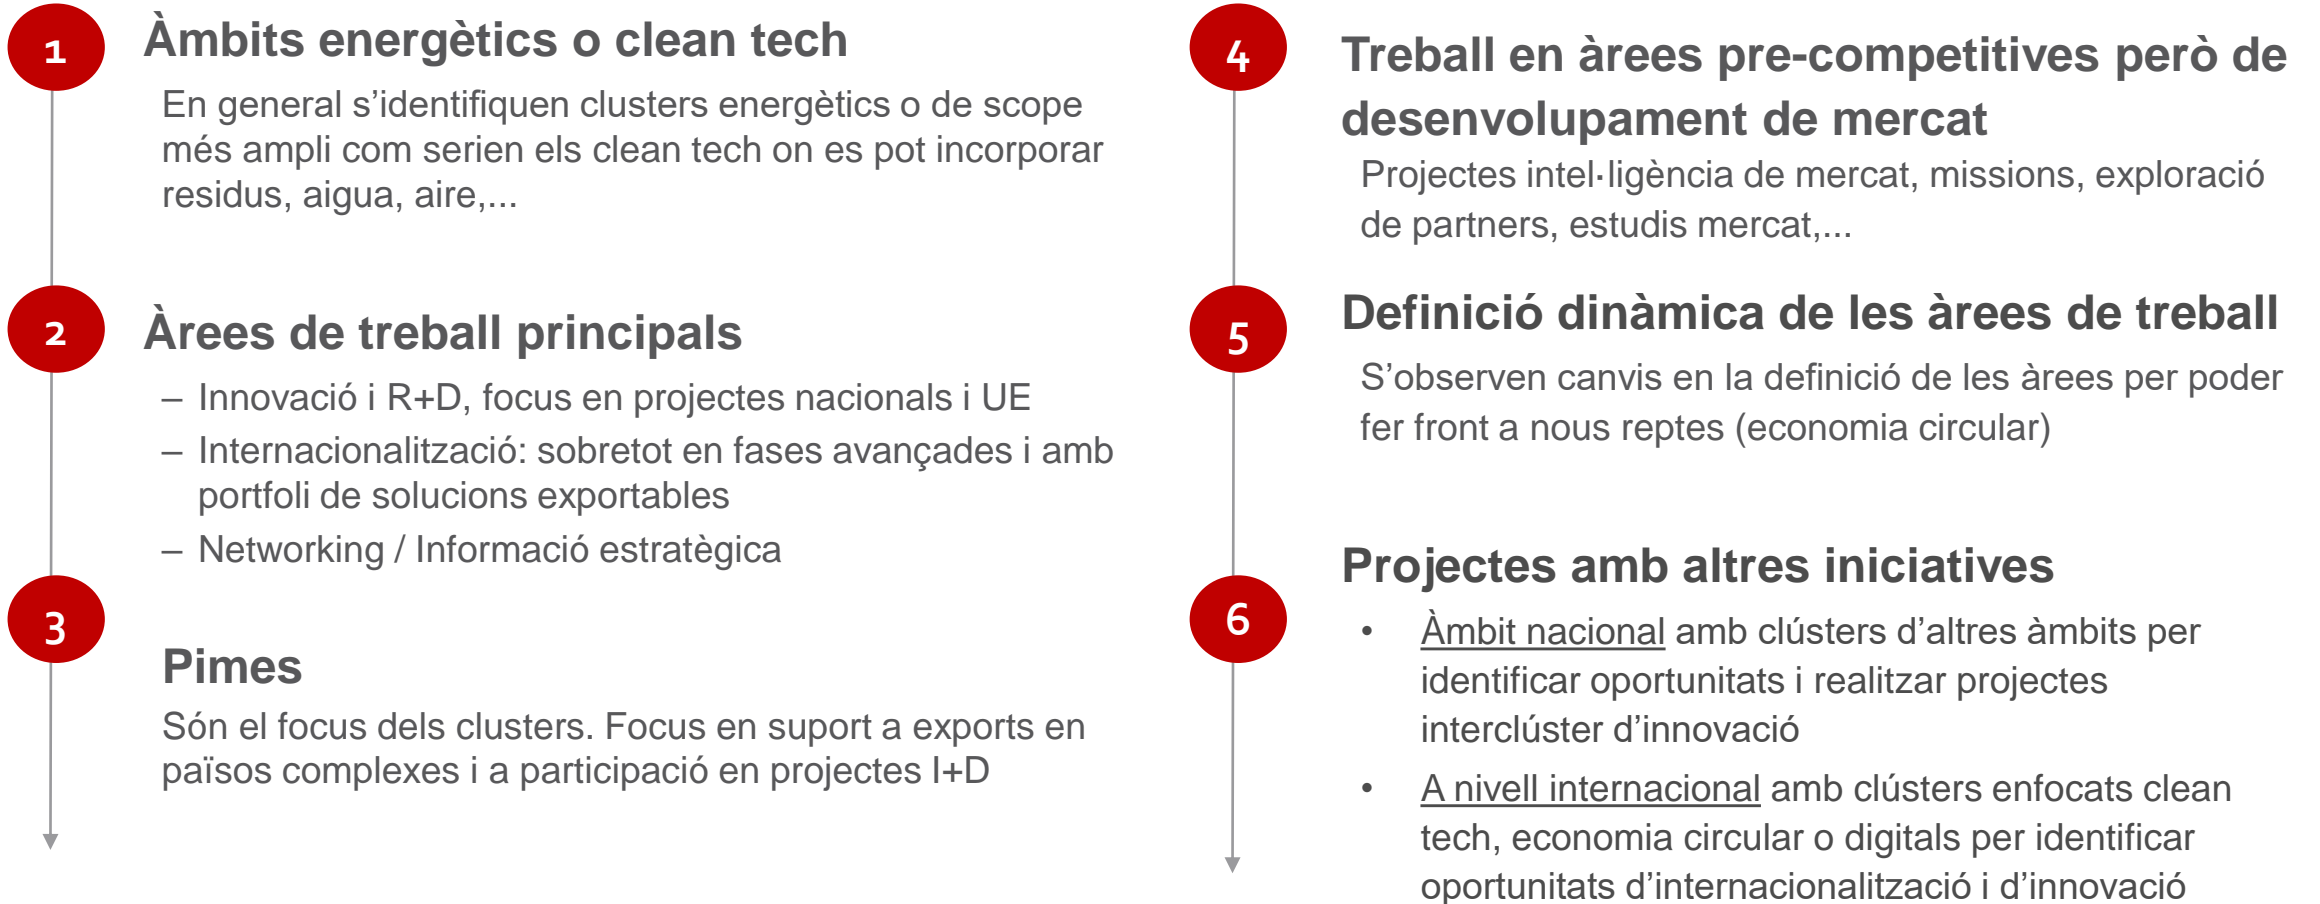 1
Àmbits energètics o clean tech
En general s’identifiquen clusters energètics o de scope
més ampli com serien els clean tech on es pot incorporar
residus, aigua, aire,...
2
Àrees de treball principals
– Innovació i R+D, focus en projectes nacionals i UE
– Internacionalització: sobretot en fases avançades i amb
portfoli de solucions exportables
– Networking / Informació estratègica
3
Pimes
Són el focus dels clusters. Focus en suport a exports en
països complexes i a participació en projectes I+D
4
Treball en àrees pre-competitives però de
desenvolupament de mercat
Projectes intel·ligència de mercat, missions, exploració
de partners, estudis mercat,...
5
Definició dinàmica de les àrees de treball
S’observen canvis en la definició de les àrees per poder
fer front a nous reptes (economia circular)
6
Projectes amb altres iniciatives
• Àmbit nacional amb clústers d’altres àmbits per
identificar oportunitats i realitzar projectes
interclúster d’innovació
• A nivell internacional amb clústers enfocats clean
tech, economia circular o digitals per identificar
oportunitats d’internacionalització i d’innovació